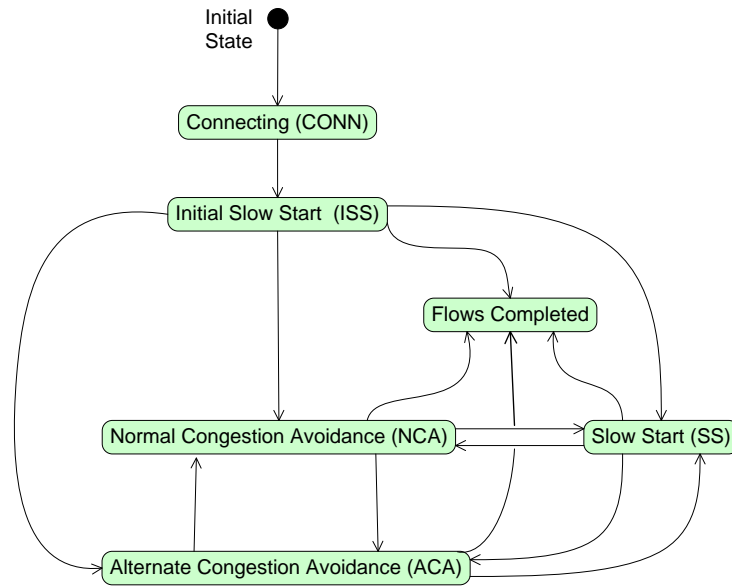 Initial
State
Connecting (CONN)
Initial Slow Start  (ISS)
Flows Completed
Normal Congestion Avoidance (NCA)
Slow Start (SS)
Alternate Congestion Avoidance (ACA)